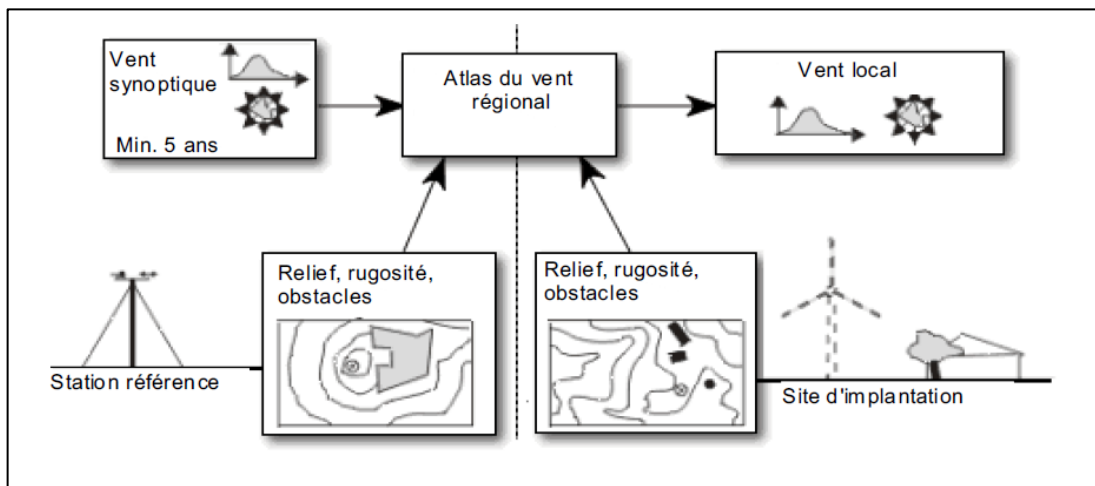 Vent
synoptique
Min. 5 ans
Atlas du vent
régional
Vent local
Relief, rugosité,
obstacles
Relief, rugosité,
obstacles
Station référence
Site d'implantation